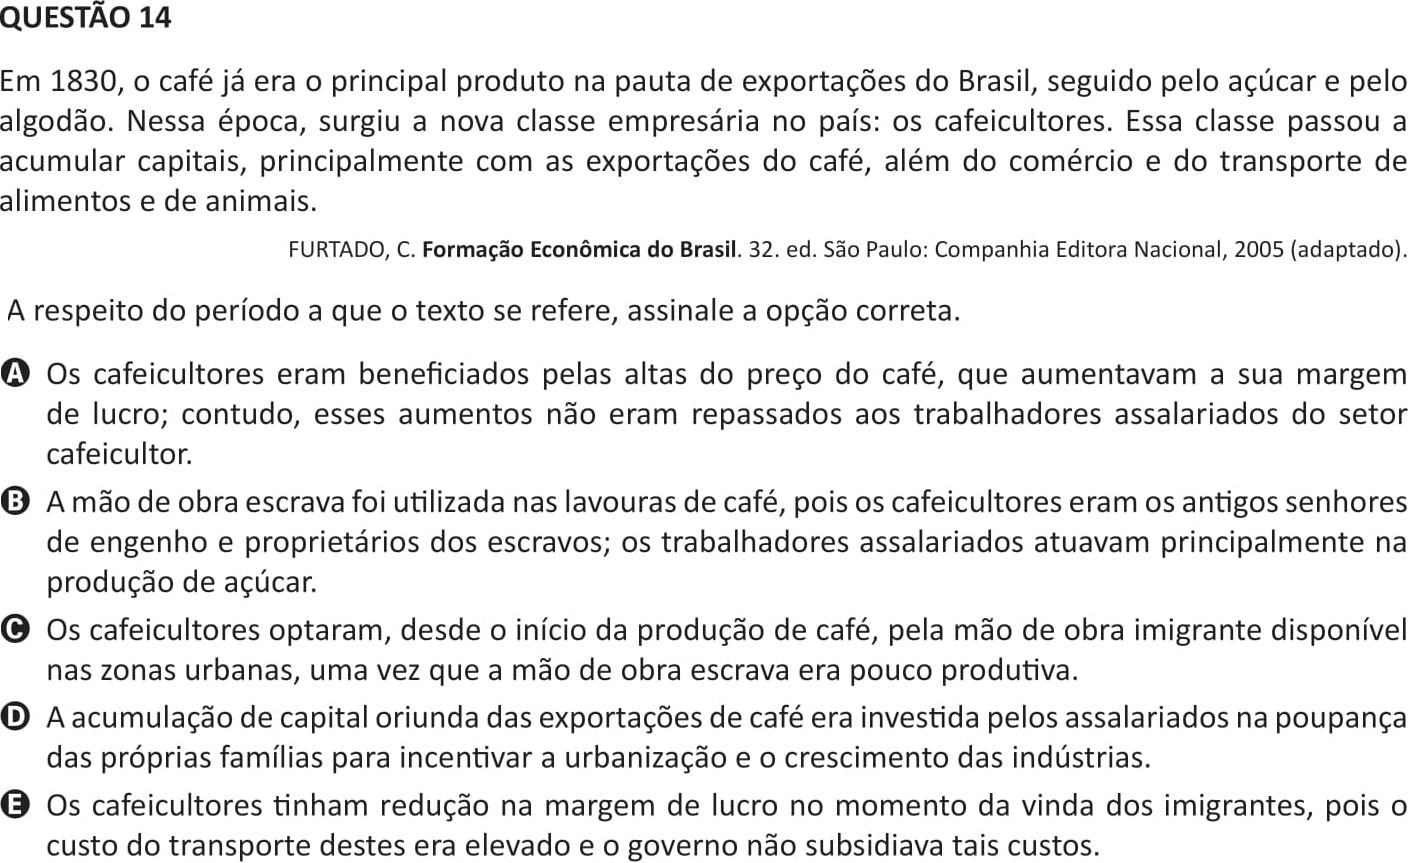 QUESTÃO 14
Em 1830, o café já era o principal produto na pauta de exportações do Brasil, seguido pelo açúcar e pelo
algodão. Nessa época, surgiu a nova classe empresária no país: os cafeicultores. Essa classe passou a
acumular capitais, principalmente com as exportações do café, além do comércio e do transporte de
alimentos e de animais.
FURTADO, C. Formação Econômica do Brasil. 32. ed. São Paulo: Companhia Editora Nacional, 2005 (adaptado).
A respeito do período a que o texto se refere, assinale a opção correta.
A Os cafeicultores eram beneficiados pelas altas do preço do café, que aumentavam a sua margem
de lucro; contudo, esses aumentos não eram repassados aos trabalhadores assalariados do setor
cafeicultor.
B A mão de obra escrava foi utilizada nas lavouras de café, pois os cafeicultores eram os antigos senhores
de engenho e proprietários dos escravos; os trabalhadores assalariados atuavam principalmente na
produção de açúcar.
C Os cafeicultores optaram, desde o início da produção de café, pela mão de obra imigrante disponível
nas zonas urbanas, uma vez que a mão de obra escrava era pouco produtiva.
D A acumulação de capital oriunda das exportações de café era investida pelos assalariados na poupança
das próprias famílias para incentivar a urbanização e o crescimento das indústrias.
E Os cafeicultores tinham redução na margem de lucro no momento da vinda dos imigrantes, pois o
custo do transporte destes era elevado e o governo não subsidiava tais custos.